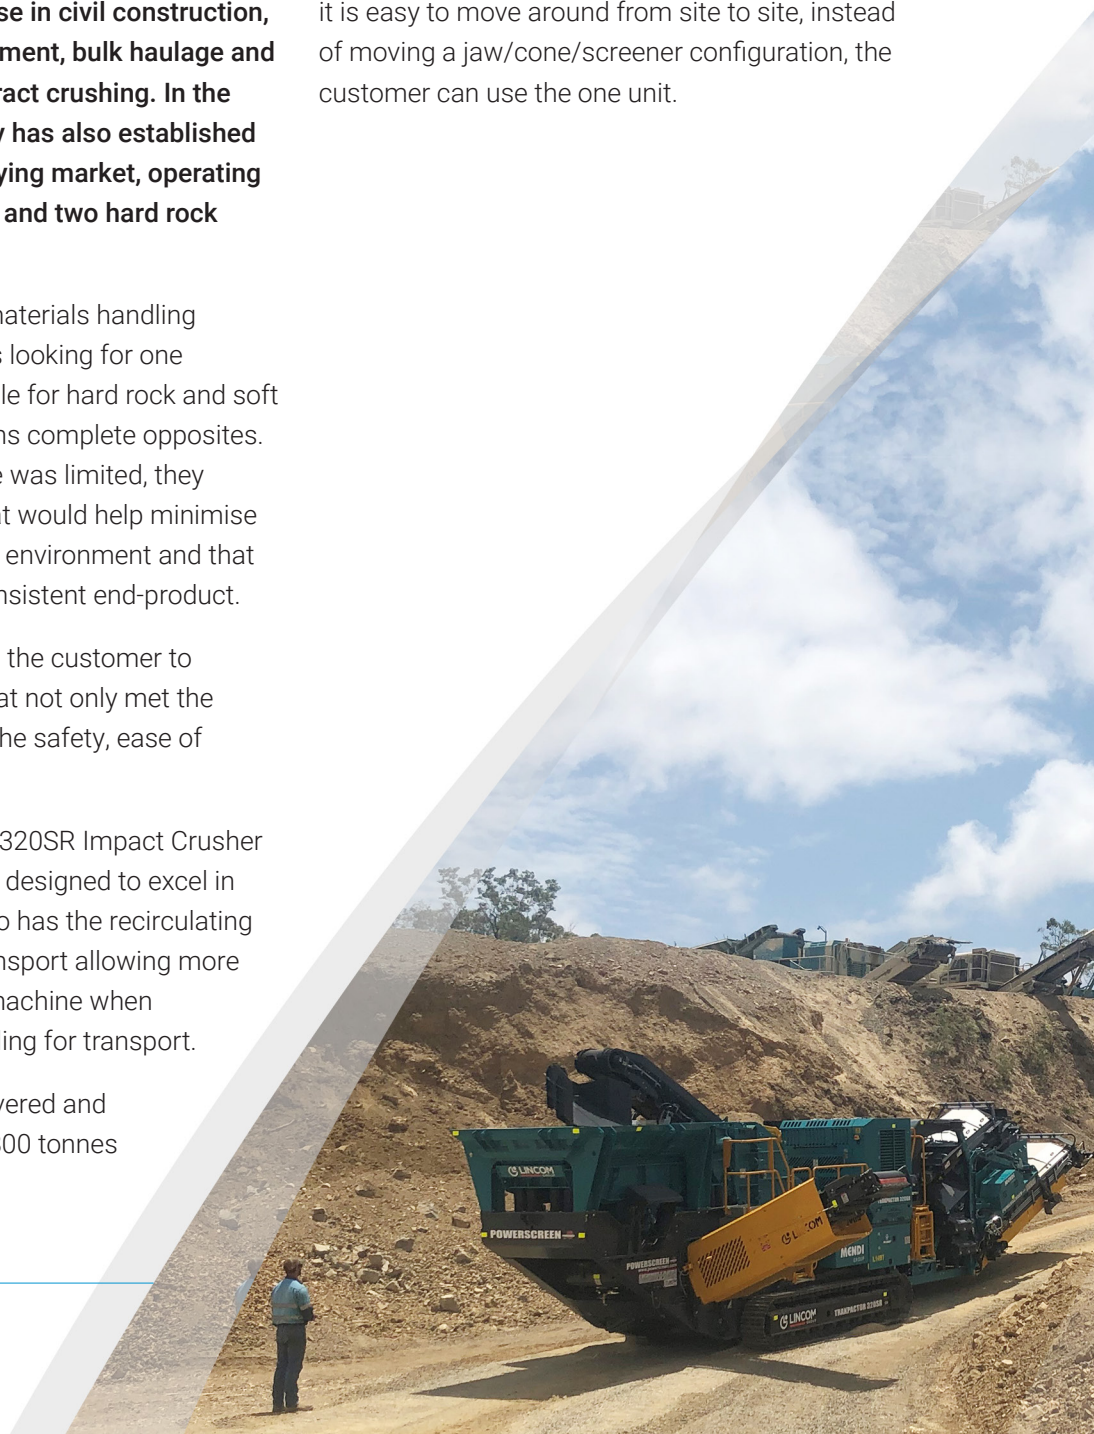 se in civil construction,
ment, bulk haulage and
ract crushing. In the
y has also established
ying market, operating
and two hard rock
naterials handling
s looking for one
le for hard rock and soft
ns complete opposites.
e was limited, they
at would help minimise
environment and that
nsistent end-product.
the customer to
at not only met the
he safety, ease of
320SR Impact Crusher
designed to excel in
o has the recirculating
nsport allowing more
machine when
ling for transport.
vered and
300 tonnes
it is easy to move around from site to site, instead
of moving a jaw/cone/screener configuration, the
customer can use the one unit.
LINCOM
POWERSCREEN
POWERSCREEN
LINCOM
MENDI
TRAKPACTOR 320SR
LINCOM
TRAKPACTOR 320SR